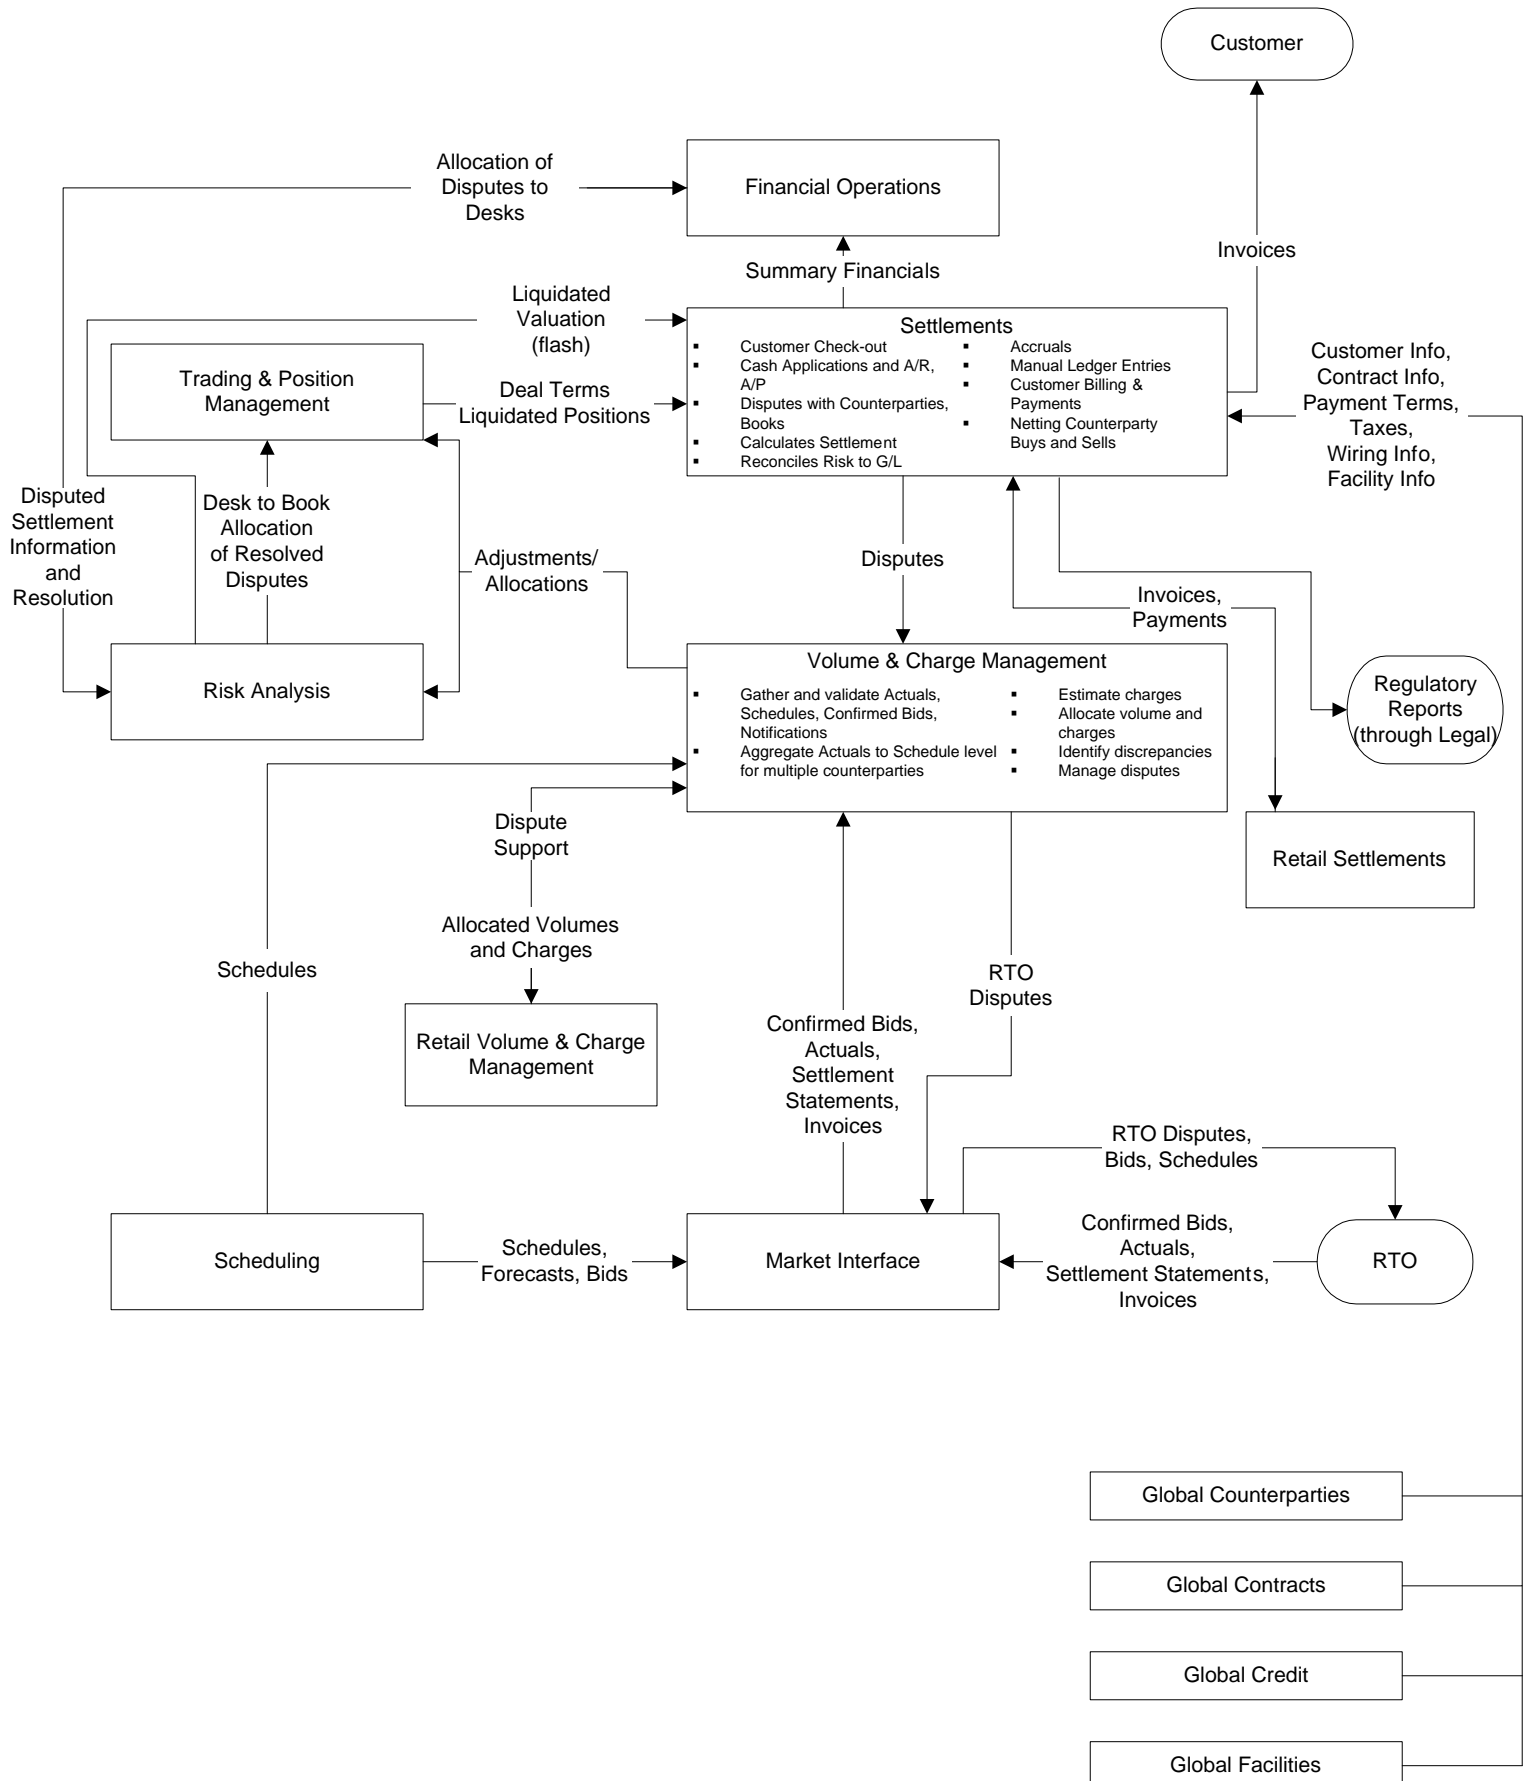 Customer
Allocation of
Disputes to
Desks
Financial Operations
Invoices
Summary Financials
Liquidated
Valuation
(flash)
Settlements
▪ Customer Check-out
▪ Cash Applications and A/R,
A/P
▪ Disputes with Counterparties,
Books
▪ Calculates Settlement
▪ Reconciles Risk to G/L
▪ Accruals
▪ Manual Ledger Entries
▪ Customer Billing &
Payments
▪ Netting Counterparty
Buys and Sells
Customer Info,
Contract Info,
Payment Terms,
Taxes,
Wiring Info,
Facility Info
Trading & Position
Management
Deal Terms
Liquidated Positions
Disputed
Settlement
Information
and
Resolution
Desk to Book
Allocation
of Resolved
Disputes
Adjustments/
Allocations
Disputes
Invoices,
Payments
Risk Analysis
Volume & Charge Management
▪ Gather and validate Actuals,
Schedules, Confirmed Bids,
Notifications
▪ Aggregate Actuals to Schedule level
for multiple counterparties
▪ Estimate charges
▪ Allocate volume and
charges
▪ Identify discrepancies
▪ Manage disputes
Regulatory
Reports
(through Legal)
Dispute
Support
Retail Settlements
Allocated Volumes
and Charges
Schedules
RTO
Disputes
Retail Volume & Charge
Management
Confirmed Bids,
Actuals,
Settlement
Statements,
Invoices
RTO Disputes,
Bids, Schedules
Scheduling
Schedules,
Forecasts, Bids
Market Interface
Confirmed Bids,
Actuals,
Settlement Statements,
Invoices
RTO
Global Counterparties
Global Contracts
Global Credit
Global Facilities